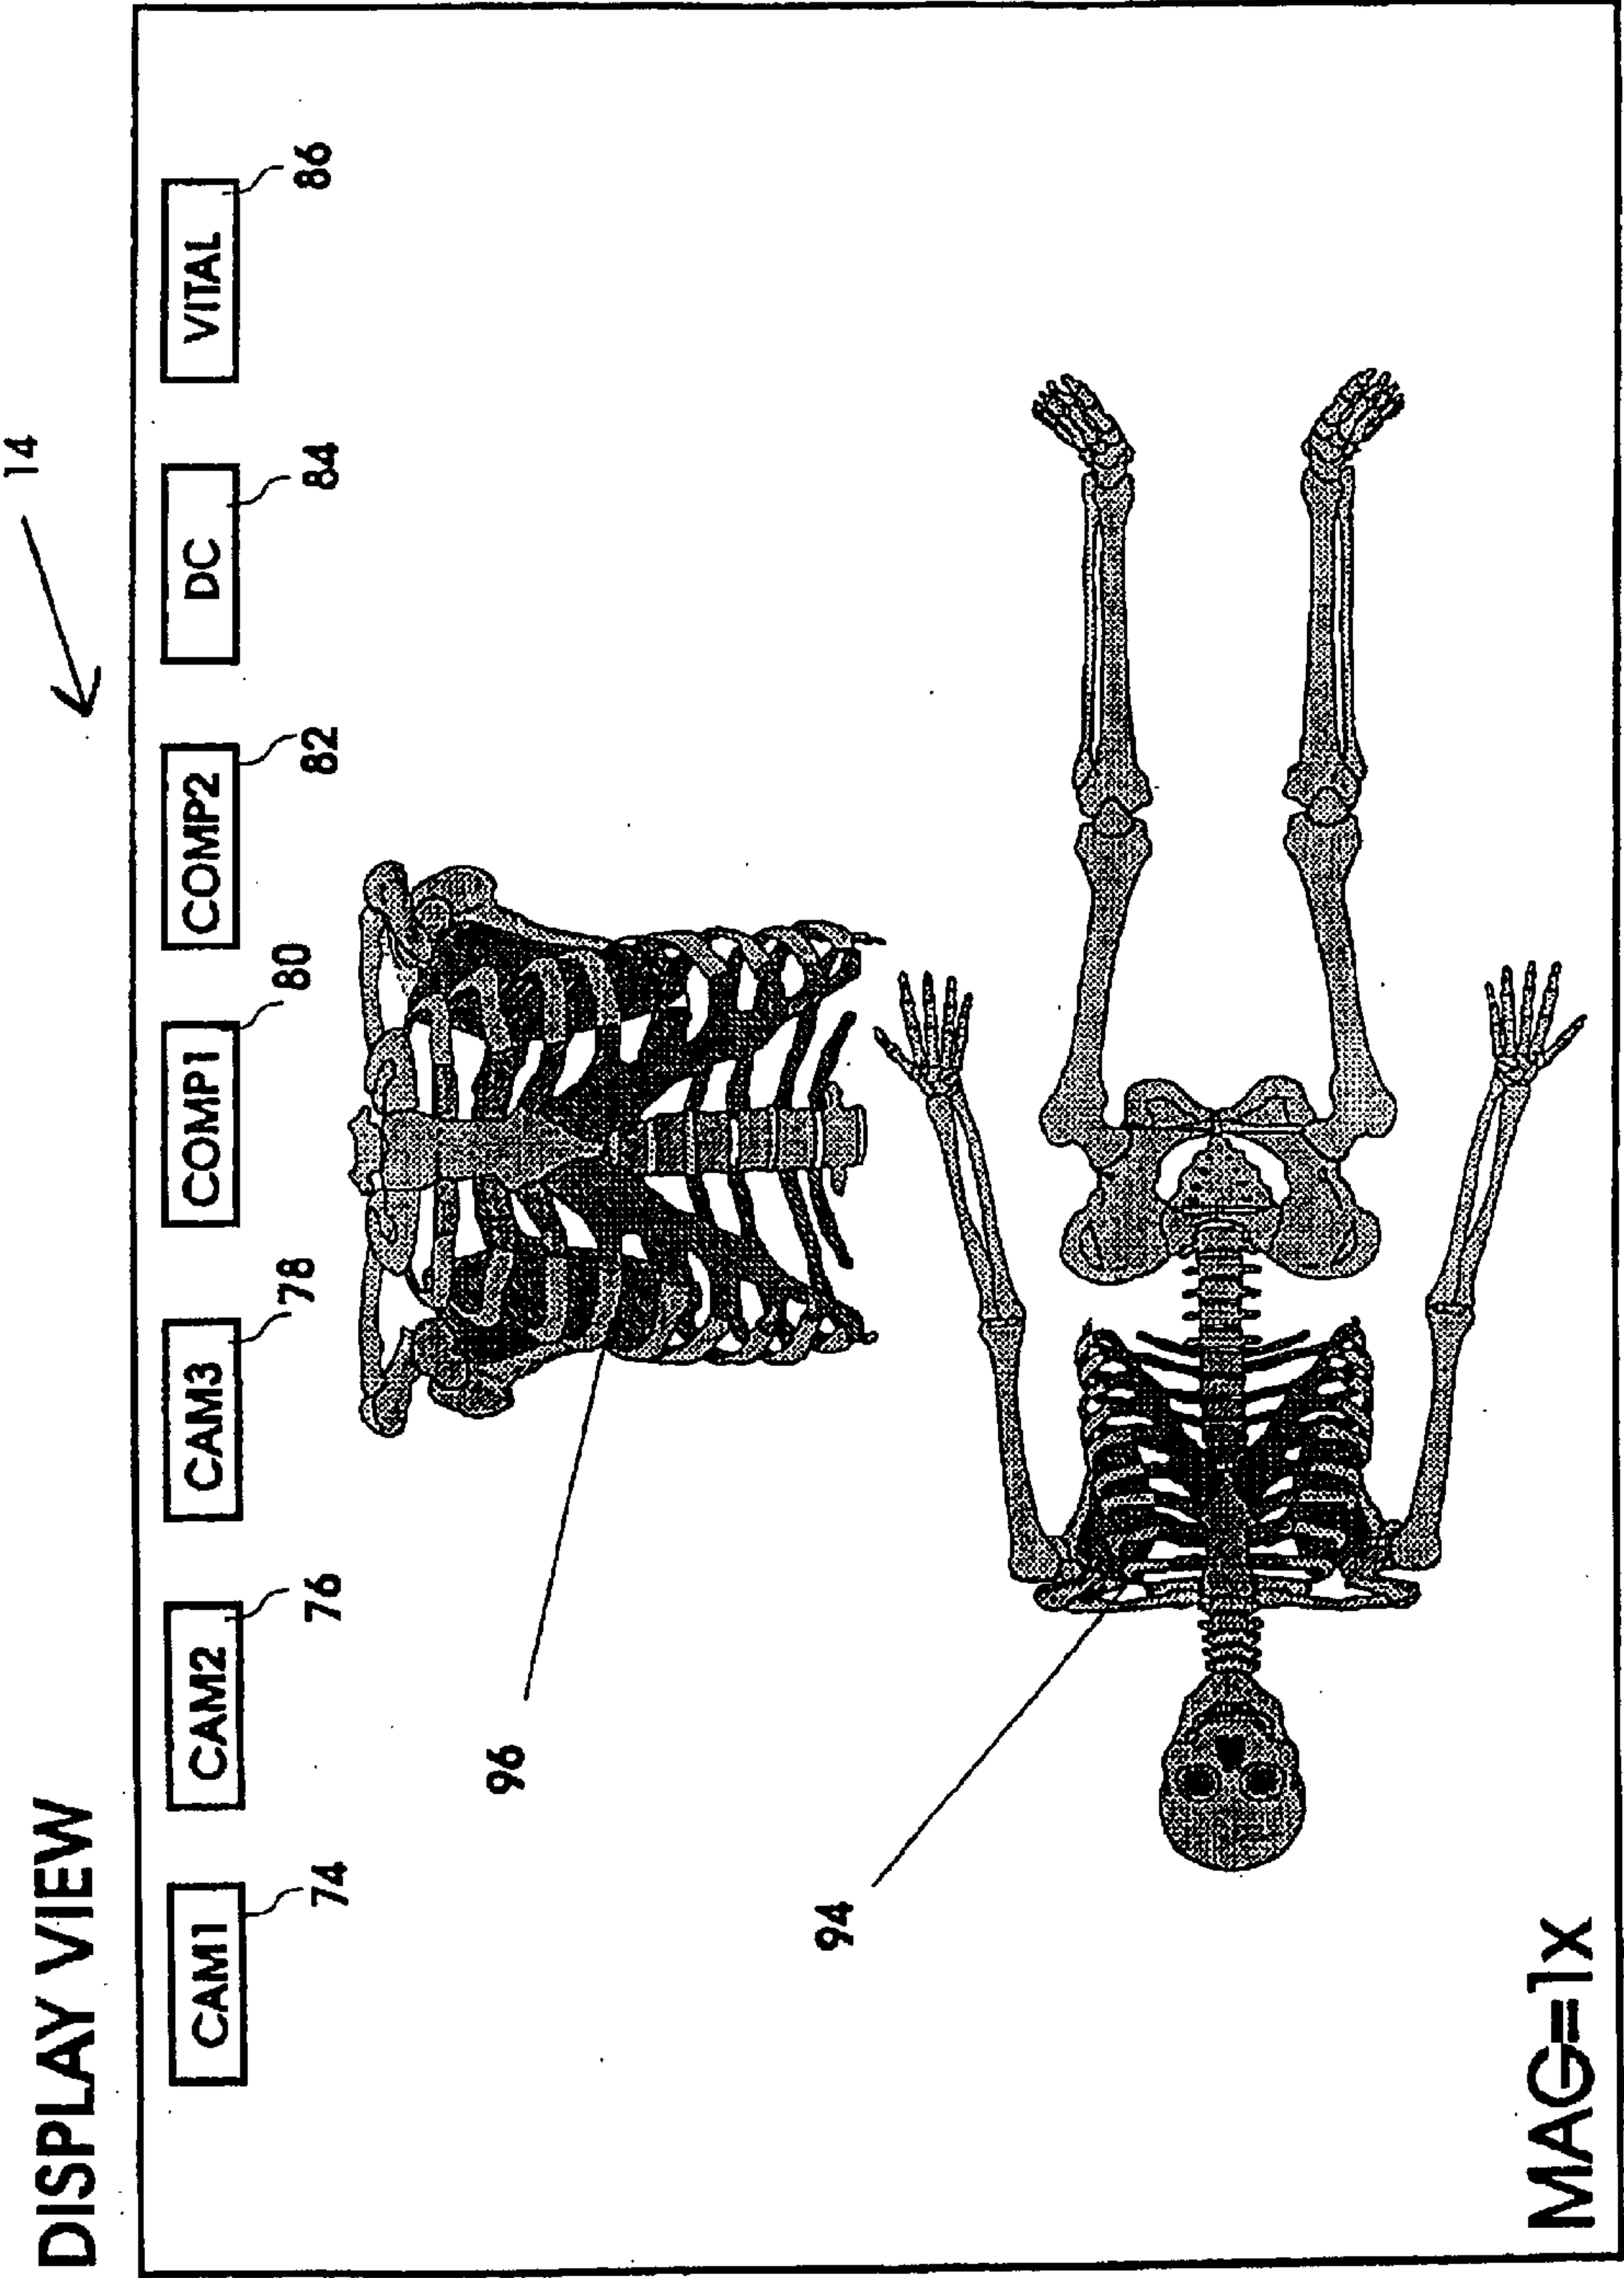 14
DISPLAY VIEW
CAM1 CAM2 CAM3 COMP1 COMP2 DC VITAL
74 76 78 80 82 84 86
96
94
MAG=1x